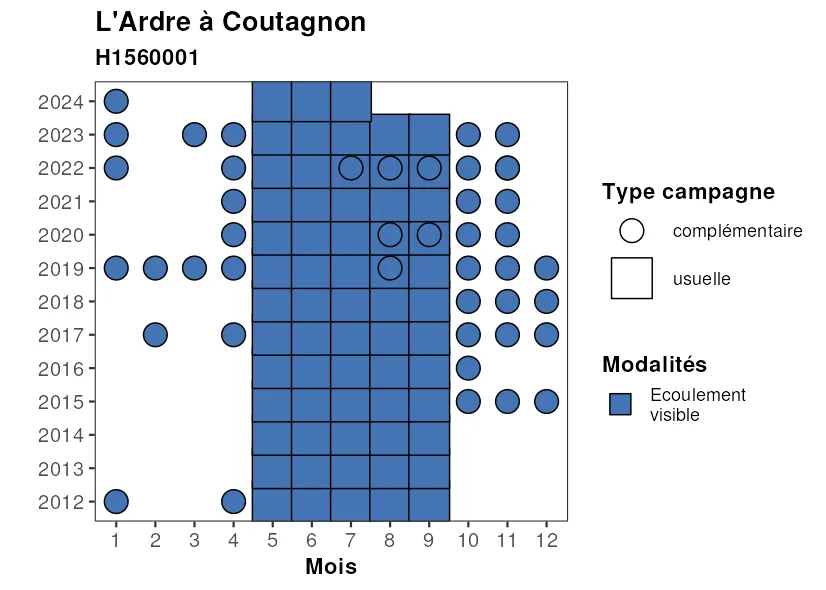 L'Ardre à Coutagnon
H1560001
2024
2023
2022
2021
2020
2019
2018
2017
2016
2015
2014
2013
2012
1 2 3 4 5 6 7 8 9 10 11 12
Mois
Type campagne
complémentaire
usuelle
Modalités
Ecoulement
visible